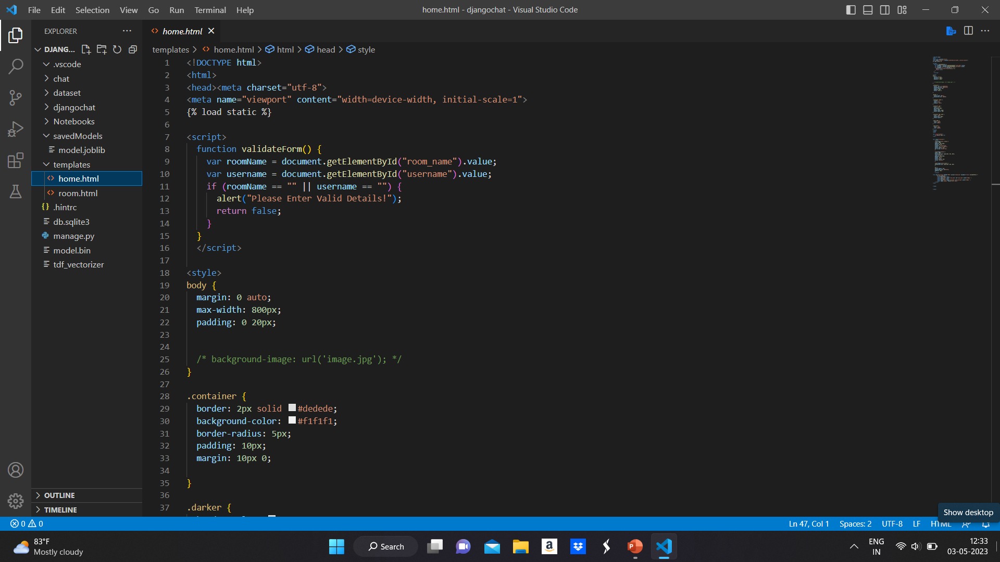 File Edit Selection View Go Run Terminal Help
home.html - djangochat - Visual Studio Code
EXPLORER
DJANG...
.vscode
chat
dataset
djangochat
Notebooks
savedModels
model.joblib
templates
home.html
room.html
.hintrc
db.sqlite3
manage.py
model.bin
tdf_vectorizer
OUTLINE
TIMELINE
home.html
templates > home.html > html > head > style
1 <!DOCTYPE html>
2 <html>
3 <head><meta charset="utf-8">
4 <meta name="viewport" content="width=device-width, initial-scale=1">
5 {% load static %}
6
7 <script>
8 function validateForm() {
9 var roomName = document.getElementById("room_name").value;
10 var username = document.getElementById("username").value;
11 if (roomName == "" || username == "") {
12 alert("Please Enter Valid Details!");
13 return false;
14 }
15 }
16 </script>
17
18 <style>
19 body {
20 margin: 0 auto;
21 max-width: 800px;
22 padding: 0 20px;
23
24
25 /* background-image: url('image.jpg'); */
26 }
27
28 .container {
29 border: 2px solid #dedede;
30 background-color: #f1f1f1;
31 border-radius: 5px;
32 padding: 10px;
33 margin: 10px 0;
34
35 }
36
37 .darker {
Show desktop
0 0
Ln 47, Col 1 Spaces: 2 UTF-8 LF HTML
83°F
Mostly cloudy
Search
ENG
IN
12:33
03-05-2023